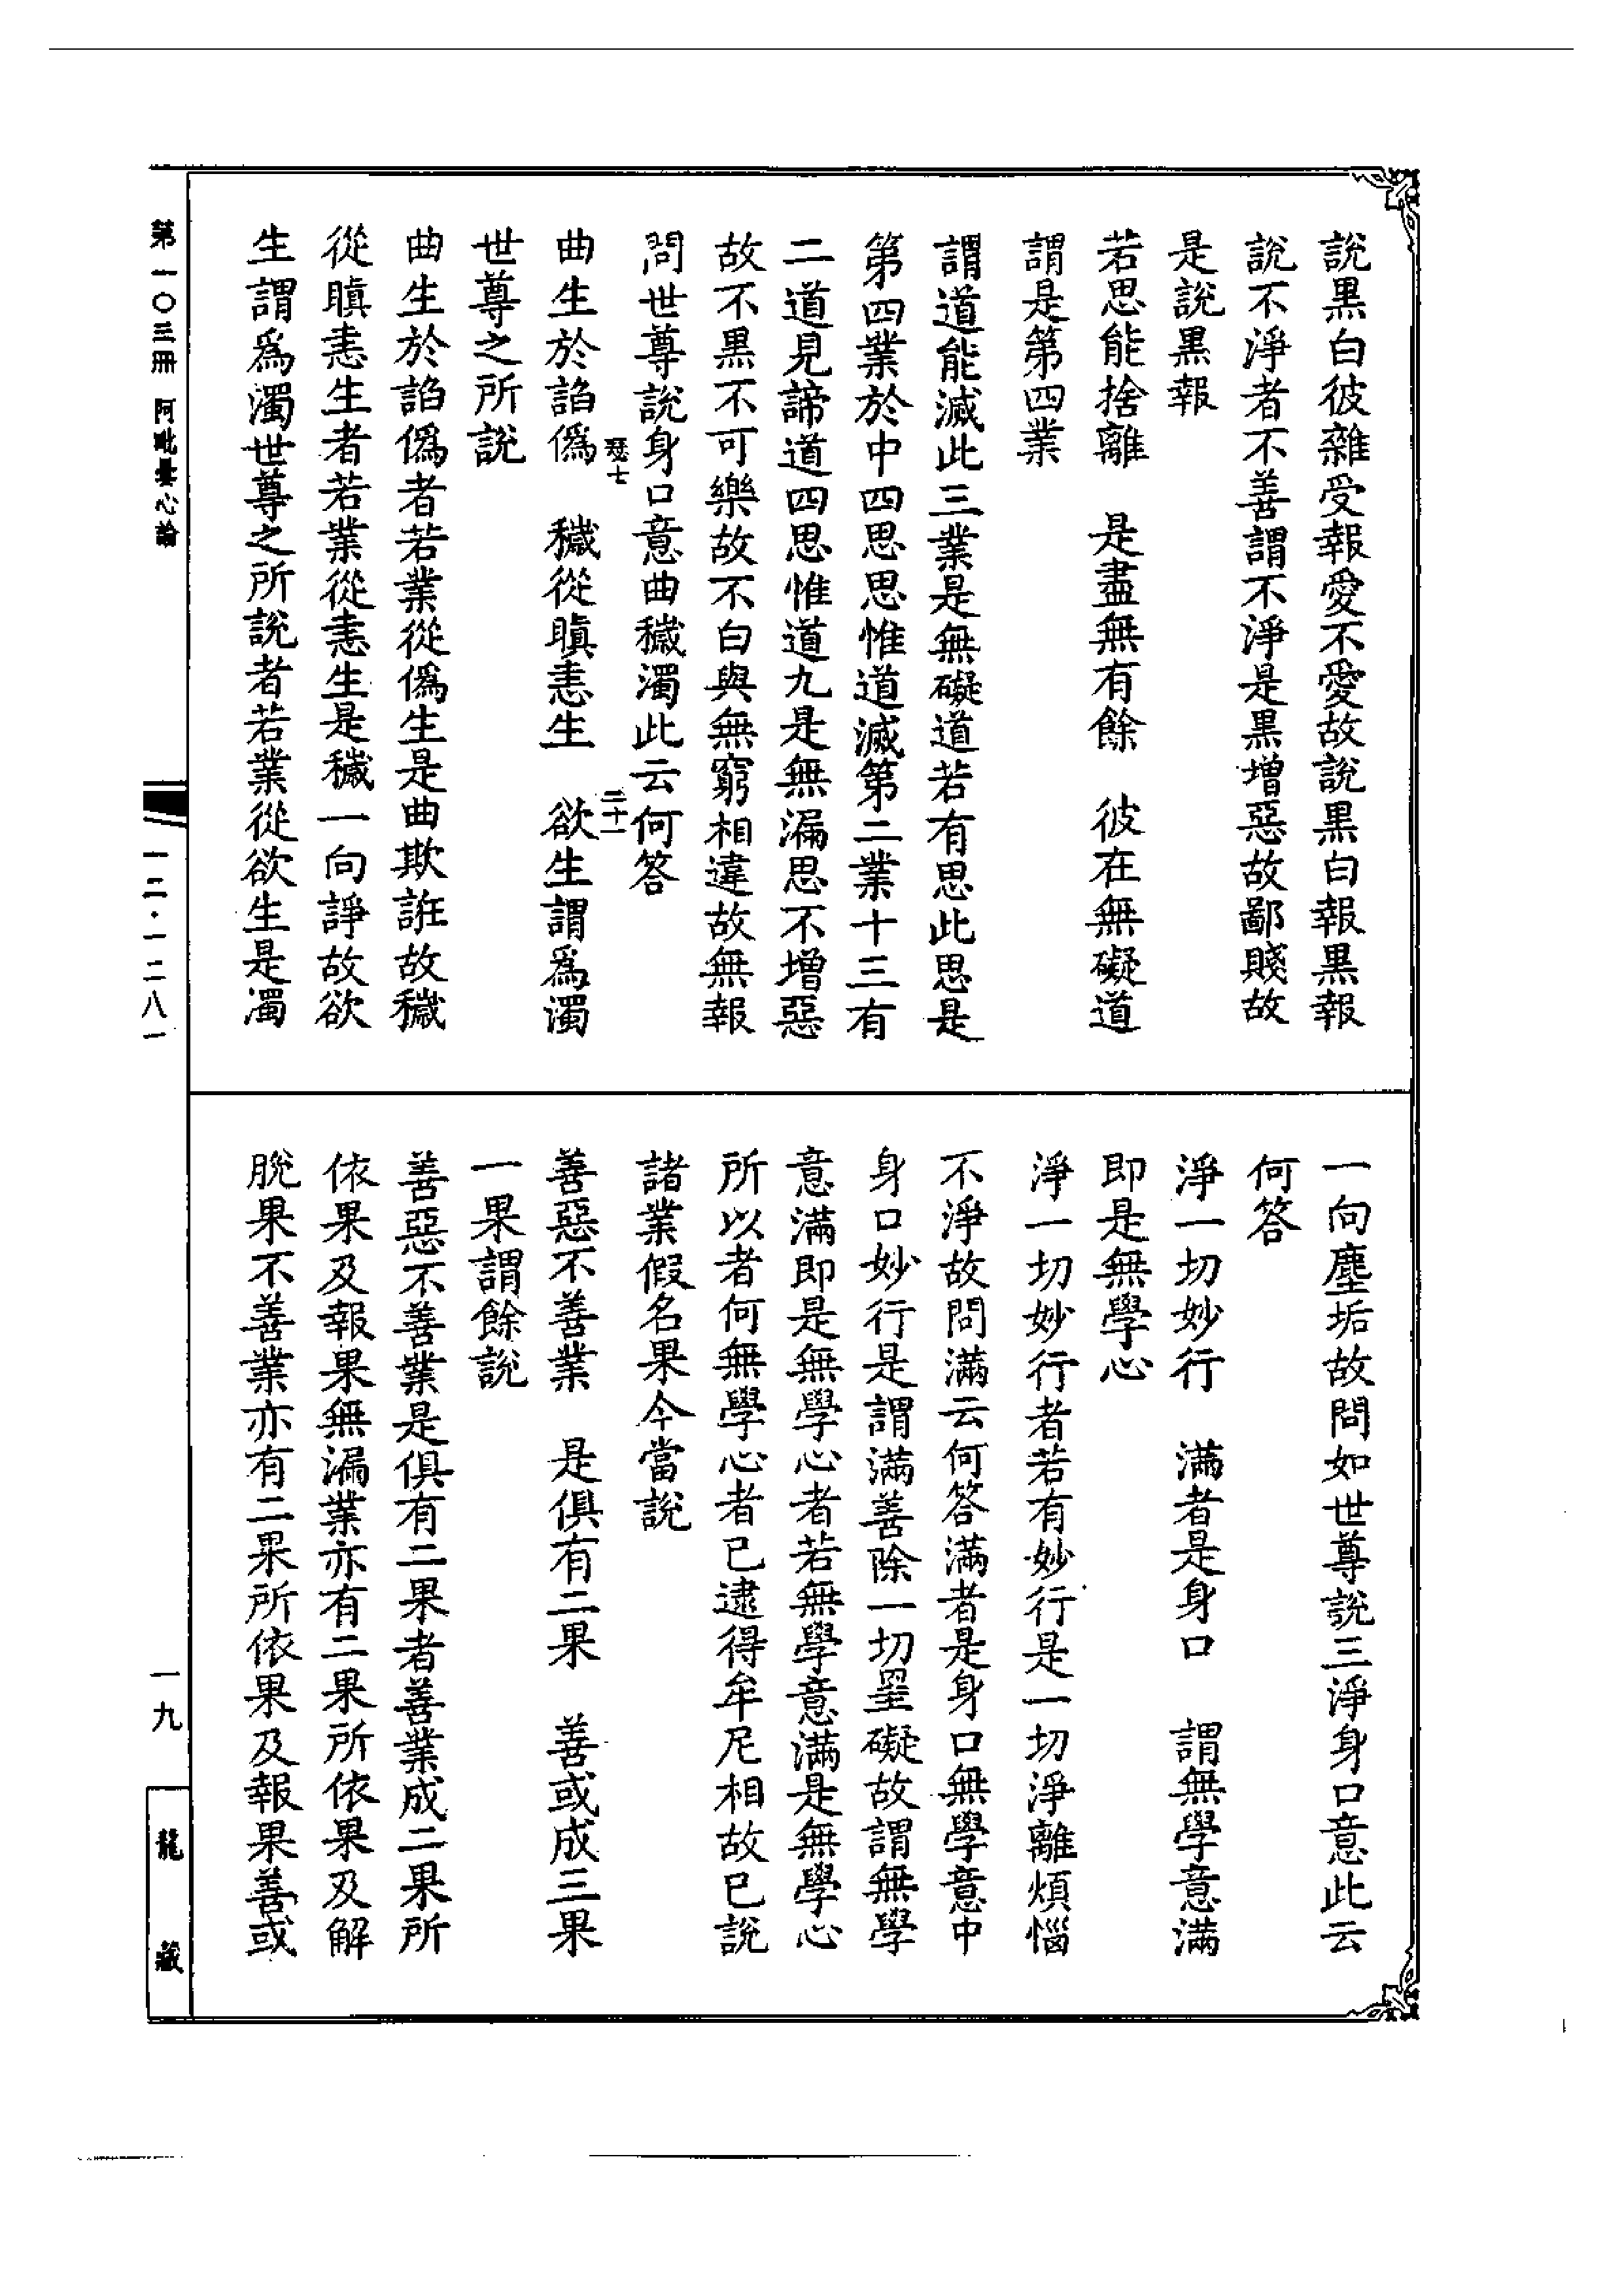 說黑白彼雜受報愛不愛故說黑白報黑報
說不淨者不善謂不淨是黑增惡故鄙賤故
是說黑報
若思能捨離　是盡無有餘　彼在無礙道
謂是第四業
謂道能滅此三業是無礙道若有思此思是
第四業於中四思思惟道滅第二業十三有
二道見諦道四思惟道九是無漏思不增惡
故不黑不可樂故不白與無窮相違故無報
問世尊說身口意曲穢濁此云何答
曲生於諂偽　穢從瞋恚生　欲生謂為濁
世尊之所說
曲生於諂偽者若業從偽生是曲欺誑故穢
從瞋恚生者若業從恚生是穢一向諍故欲
生謂為濁世尊之所說者若業從欲生是濁
一向塵垢故問如世尊說三淨身口意此云
何答
淨一切妙行　滿者是身口　謂無學意滿
即是無學心
淨一切妙行者若有妙行是一切淨離煩惱
不淨故問滿云何答滿者是身口無學意中
身口妙行是謂滿善除一切罣礙故謂無學
意滿即是無學心者若無學意滿是無學心
所以者何無學心者已逮得牟尼相故已說
諸業假名果今當說
善惡不善業　是俱有二果　善或成三果
一果謂餘說
善惡不善業是俱有二果者善業成二果所
依果及報果無漏業亦有二果所依果及解
脫果不善業亦有二果所依果及報果善或
第一〇三冊　阿毗曇心論
一二·一二八一
一九
龍藏
二十一